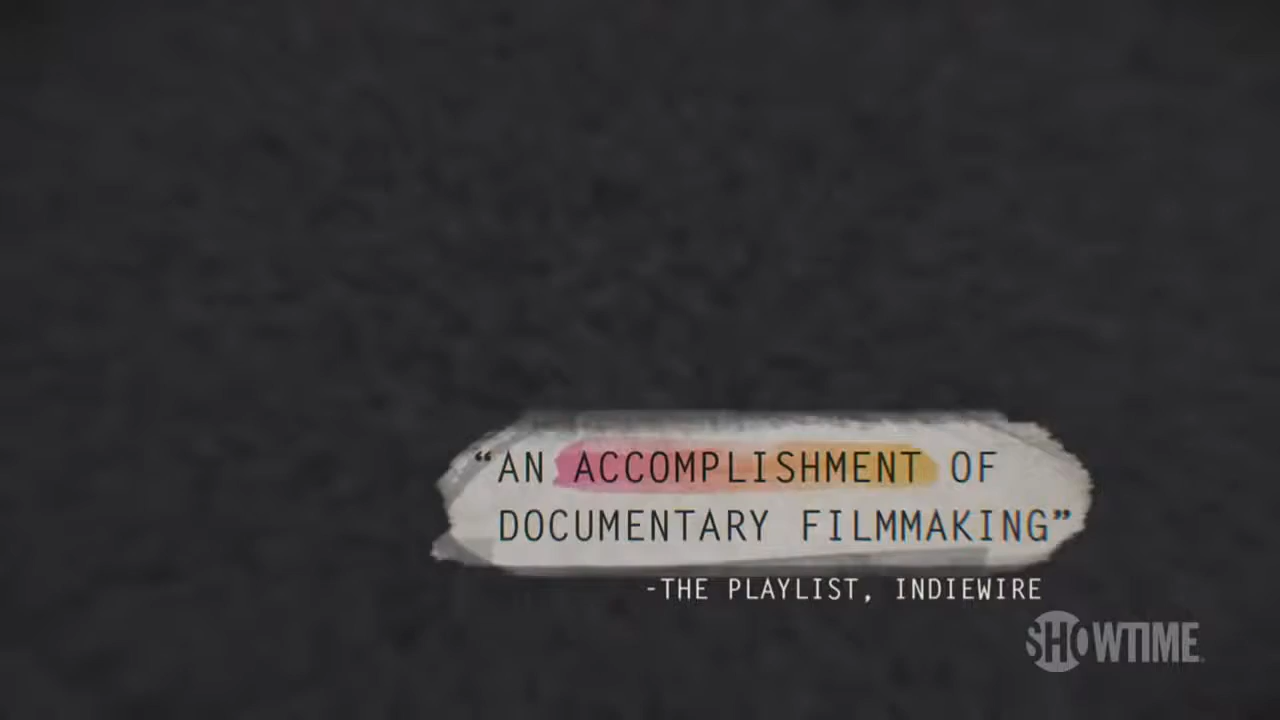 “AN ACCOMPLISHMENT OF
DOCUMENTARY FILMMAKING”
-THE PLAYLIST, INDIEWIRE
SHOWTIME